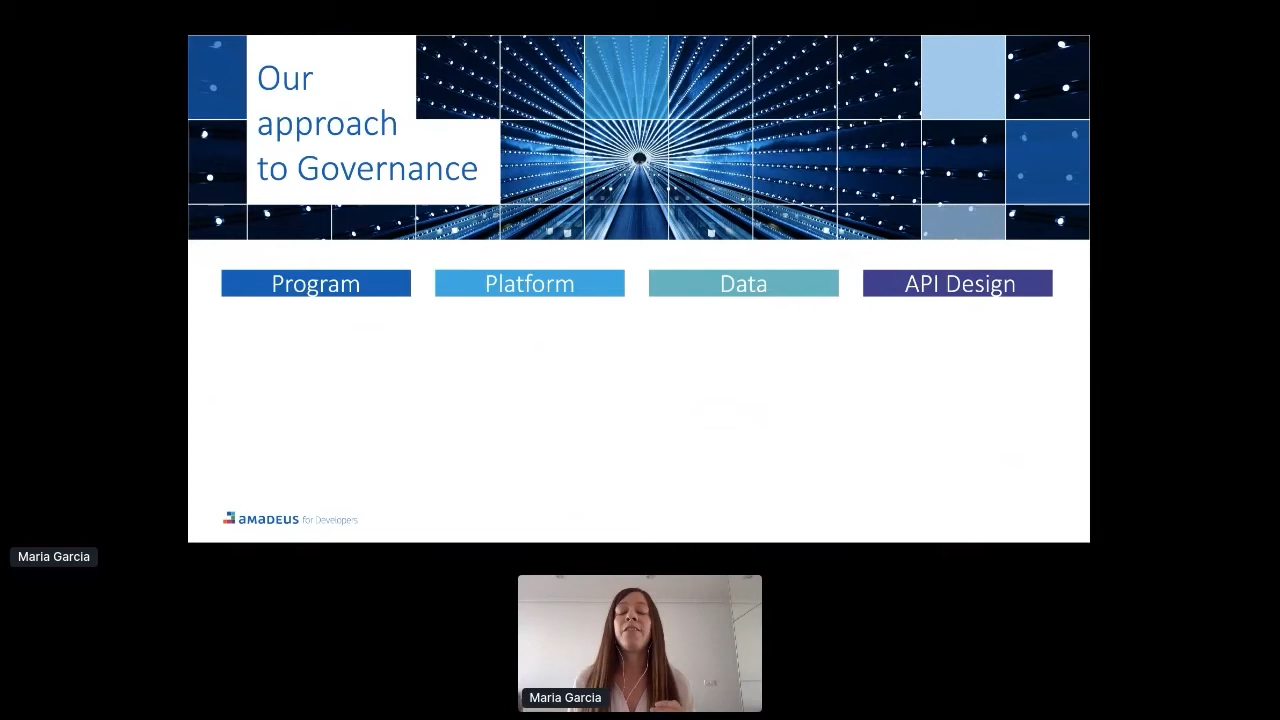 Our
approach
to Governance
Program
Platform
Data
API Design
amadeus for Developers
Maria Garcia
Maria Garcia